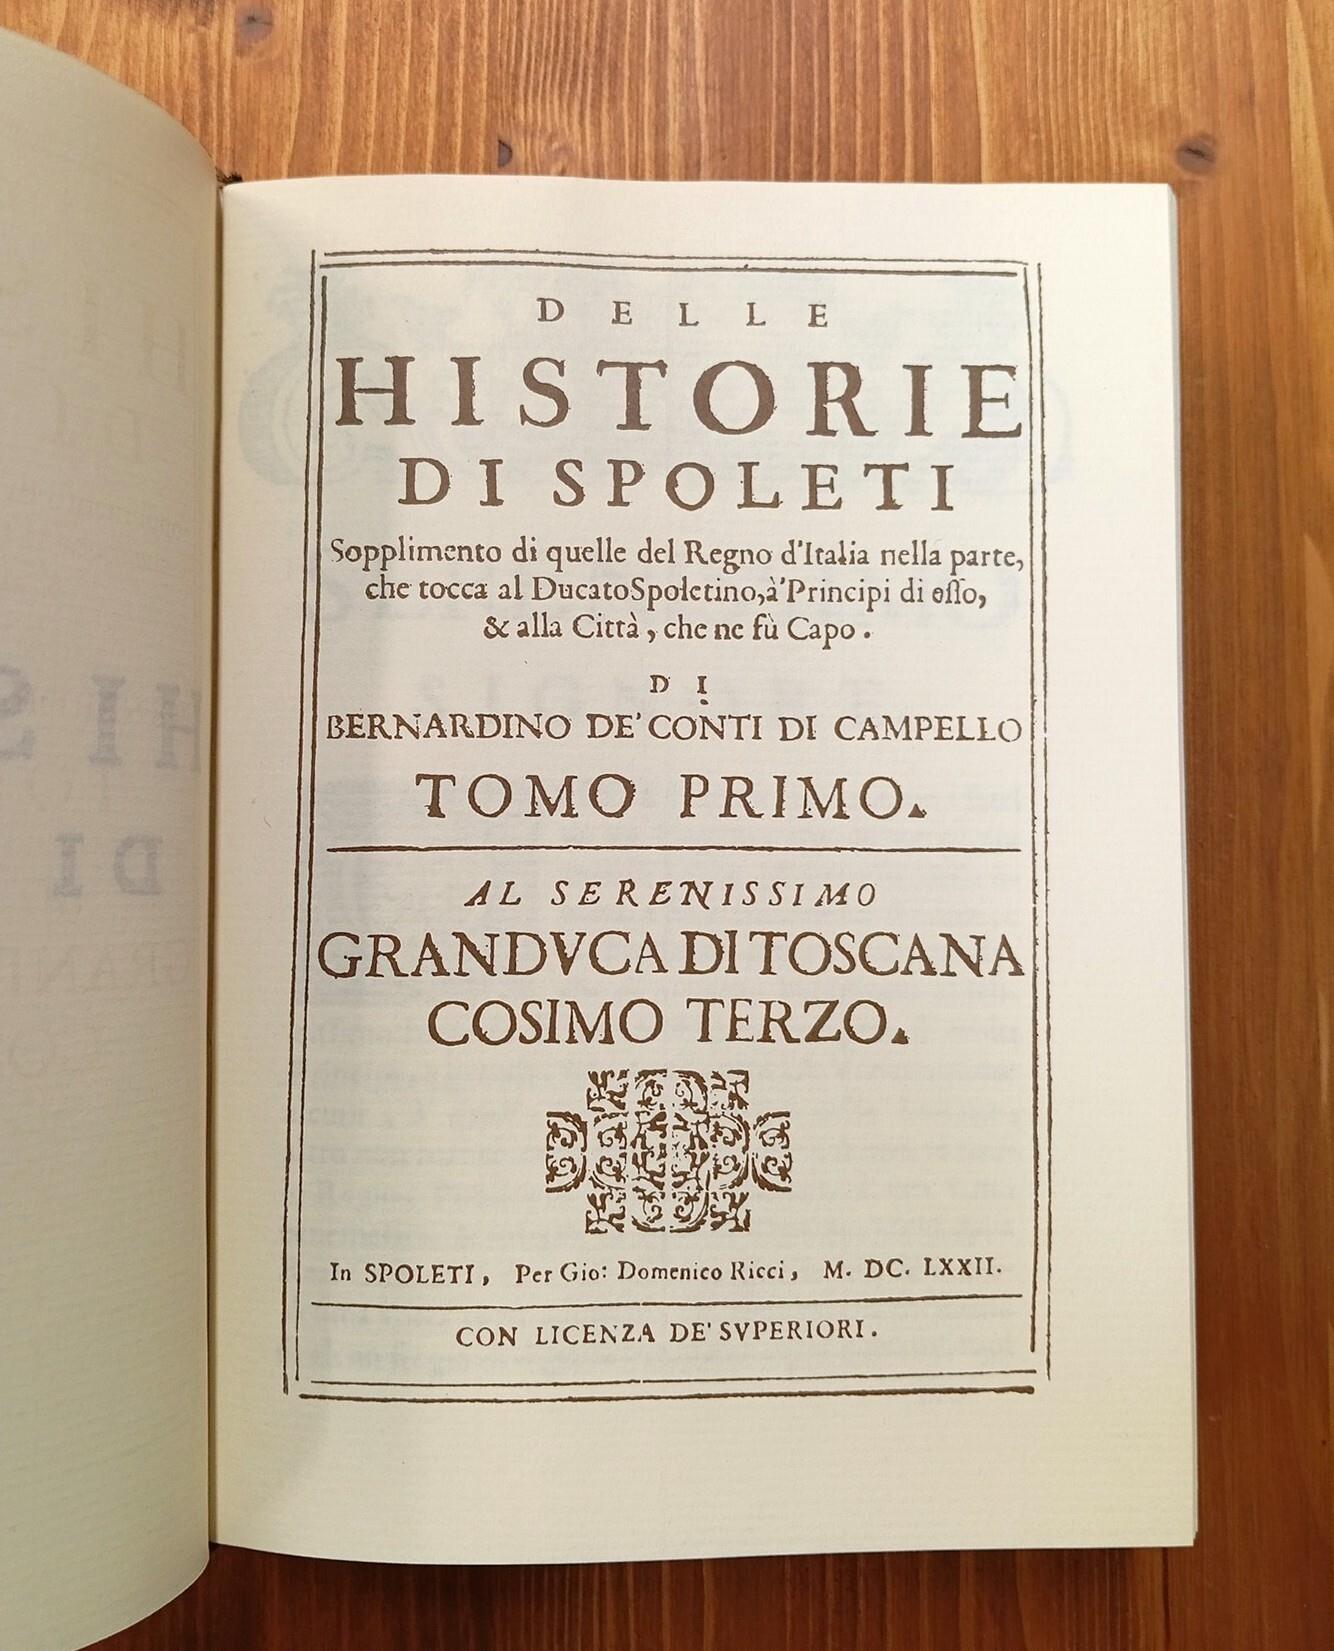 DELLE
HISTORIE
DI SPOLETI
Sopplimento di quelle del Regno d'Italia nella parte,
che tocca al Ducato Spoletino, à' Principi di esso,
& alla Città, che ne fù Capo.
DI
BERNARDINO DE' CONTI DI CAMPELLO
TOMO PRIMO.
AL SERENISSIMO
GRANDVCA DI TOSCANA
COSIMO TERZO.
In SPOLETI, Per Gio: Domenico Ricci, M. DC. LXXII.
CON LICENZA DE' SVPERIORI.